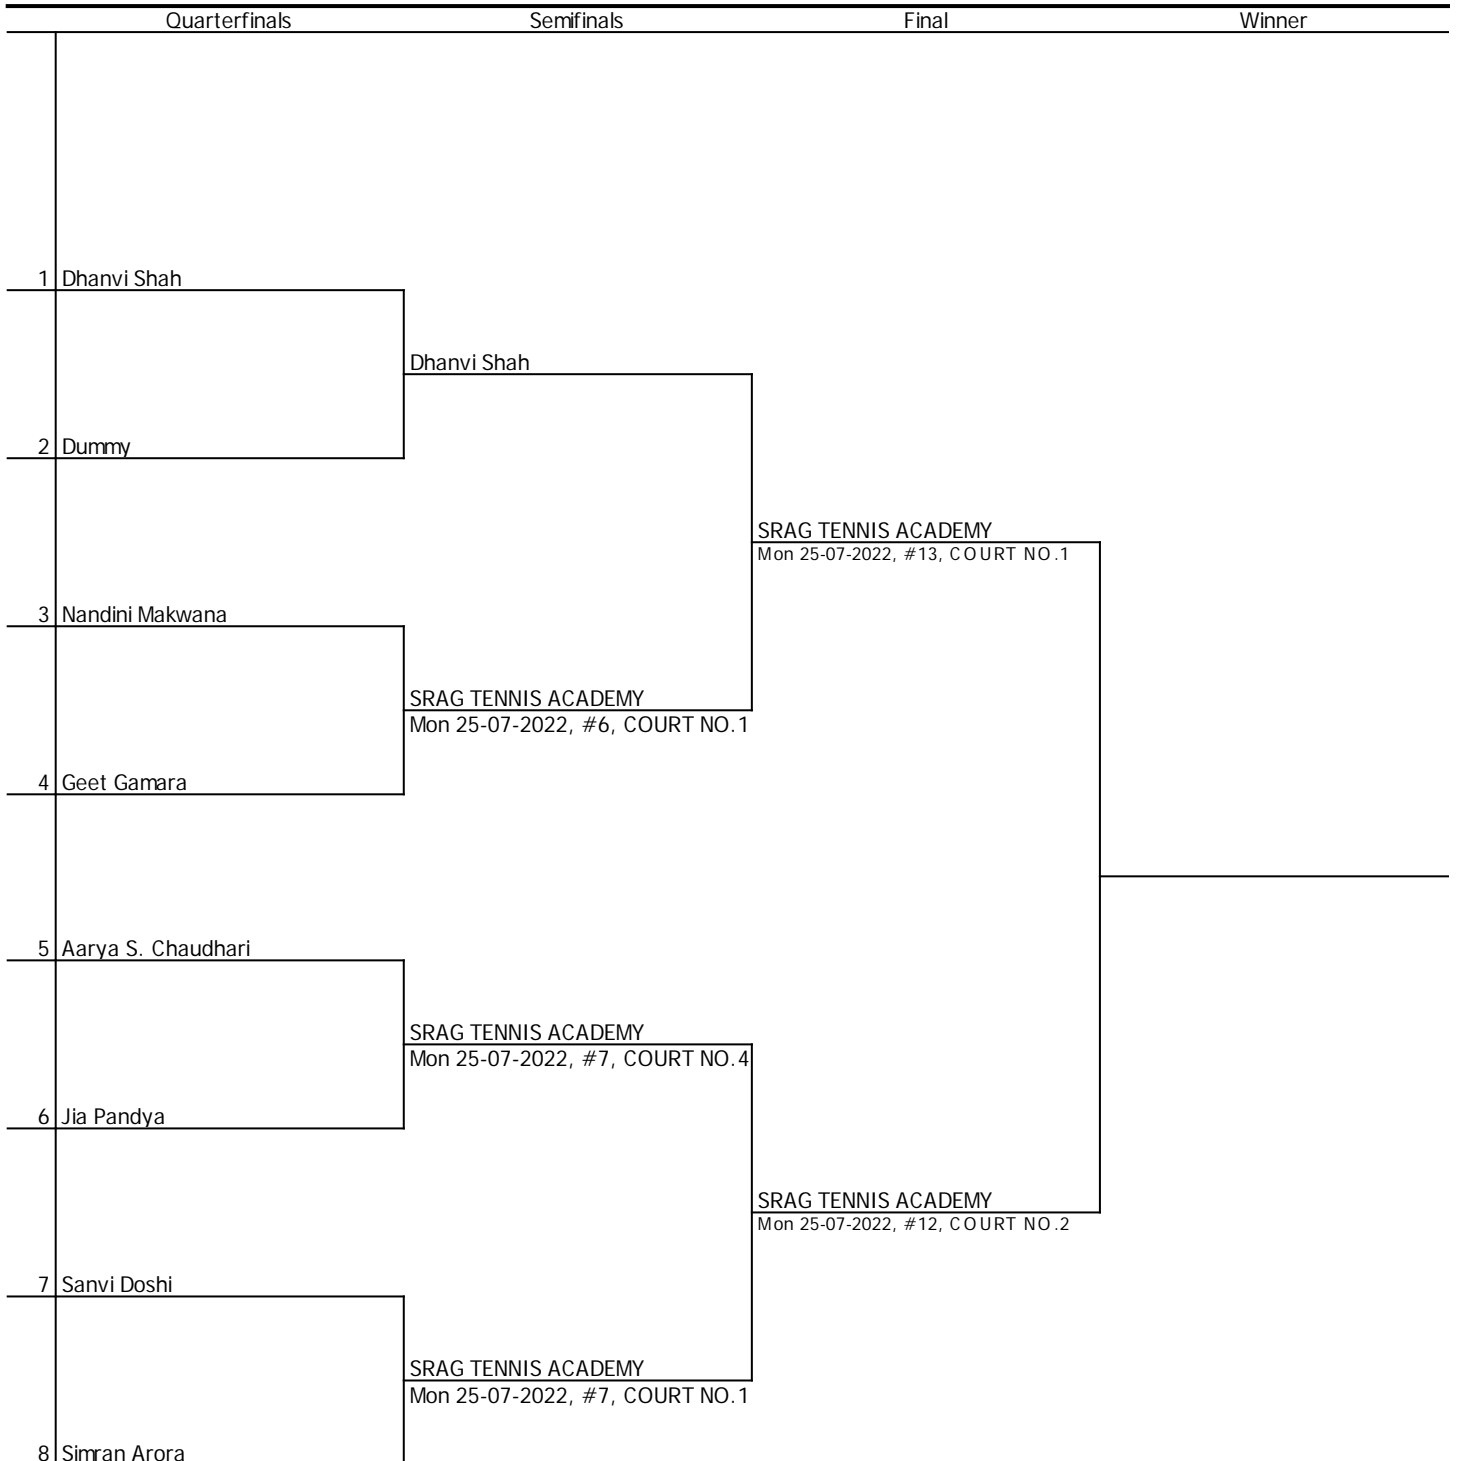 Quarterfinals Semifinals Final Winner
1 Dhanvi Shah
Dhanvi Shah
2 Dummy
SRAG TENNIS ACADEMY
Mon 25-07-2022, #13, COURT NO.1
3 Nandini Makwana
SRAG TENNIS ACADEMY
Mon 25-07-2022, #6, COURT NO.1
4 Geet Gamara
5 Aarya S. Chaudhari
SRAG TENNIS ACADEMY
Mon 25-07-2022, #7, COURT NO.4
6 Jia Pandya
SRAG TENNIS ACADEMY
Mon 25-07-2022, #12, COURT NO.2
7 Sanvi Doshi
SRAG TENNIS ACADEMY
Mon 25-07-2022, #7, COURT NO.1
8 Simran Arora